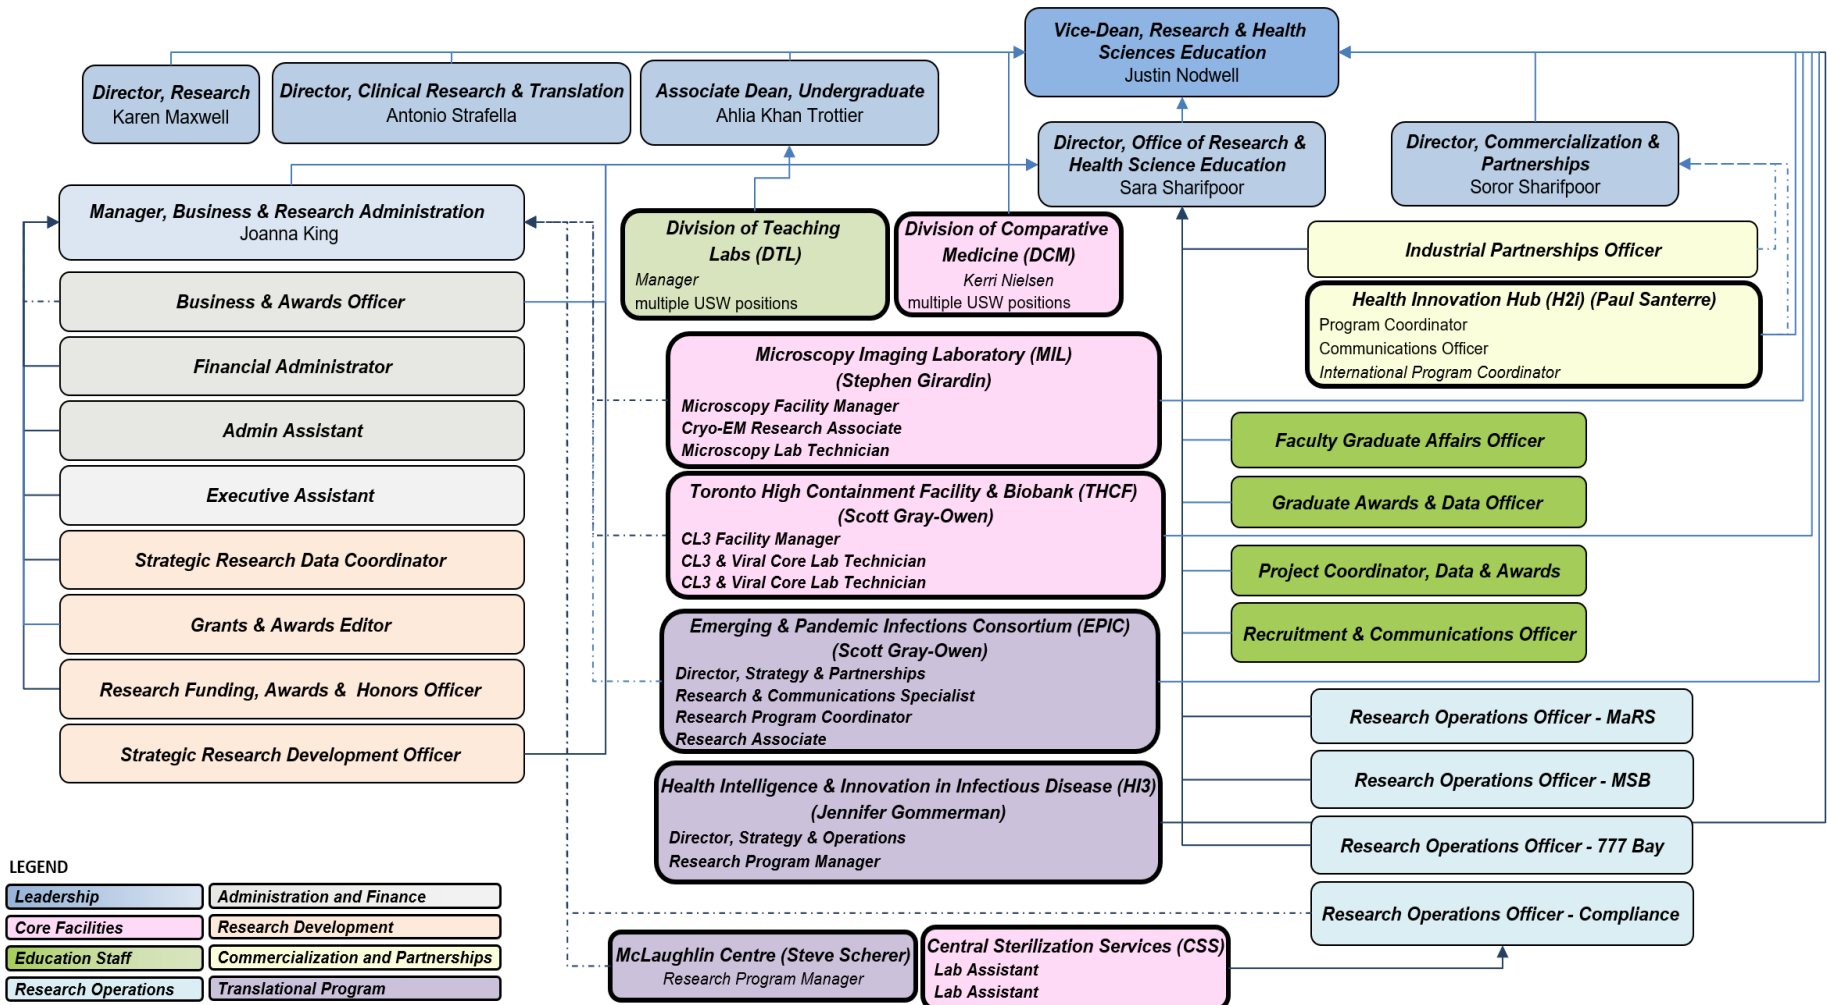 Vice-Dean, Research & Health
Sciences Education
Justin Nodwell
Director, Research
Karen Maxwell
Director, Clinical Research & Translation
Antonio Strafella
Associate Dean, Undergraduate
Ahlia Khan Trottier
Director, Office of Research &
Health Science Education
Sara Sharifpoor
Director, Commercialization &
Partnerships
Soror Sharifpoor
Manager, Business & Research Administration
Joanna King
Business & Awards Officer
Financial Administrator
Admin Assistant
Executive Assistant
Strategic Research Data Coordinator
Grants & Awards Editor
Research Funding, Awards & Honors Officer
Strategic Research Development Officer
Division of Teaching
Labs (DTL)
Manager
multiple USW positions
Division of Comparative
Medicine (DCM)
Kerri Nielsen
multiple USW positions
Microscopy Imaging Laboratory (MIL)
(Stephen Girardin)
Microscopy Facility Manager
Cryo-EM Research Associate
Microscopy Lab Technician
Toronto High Containment Facility & Biobank (THCF)
(Scott Gray-Owen)
CL3 Facility Manager
CL3 & Viral Core Lab Technician
CL3 & Viral Core Lab Technician
Emerging & Pandemic Infections Consortium (EPIC)
(Scott Gray-Owen)
Director, Strategy & Partnerships
Research & Communications Specialist
Research Program Coordinator
Research Associate
Health Intelligence & Innovation in Infectious Disease (HI3)
(Jennifer Gommerman)
Director, Strategy & Operations
Research Program Manager
McLaughlin Centre (Steve Scherer)
Research Program Manager
Central Sterilization Services (CSS)
Lab Assistant
Lab Assistant
Industrial Partnerships Officer
Health Innovation Hub (H2i) (Paul Santerre)
Program Coordinator
Communications Officer
International Program Coordinator
Faculty Graduate Affairs Officer
Graduate Awards & Data Officer
Project Coordinator, Data & Awards
Recruitment & Communications Officer
Research Operations Officer - MaRS
Research Operations Officer - MSB
Research Operations Officer - 777 Bay
Research Operations Officer - Compliance
LEGEND
Leadership
Administration and Finance
Core Facilities
Research Development
Education Staff
Commercialization and Partnerships
Research Operations
Translational Program